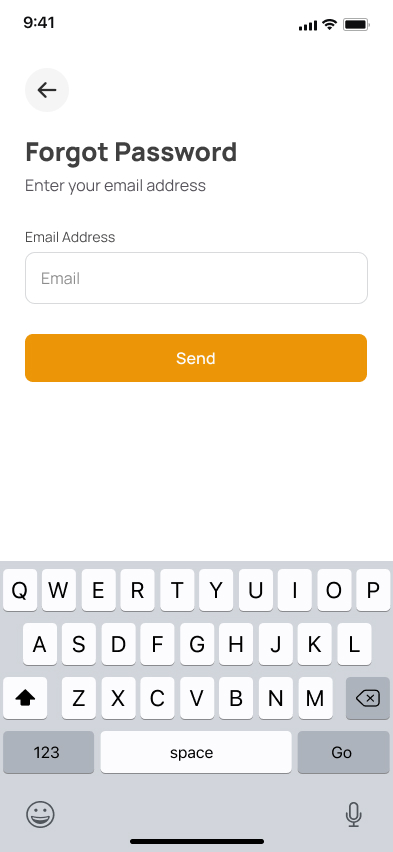 9:41
Forgot Password
Enter your email address
Email Address
Email
Send
Q W E R T Y U I O P
A S D F G H J K L
Z X C V B N M
123 space Go